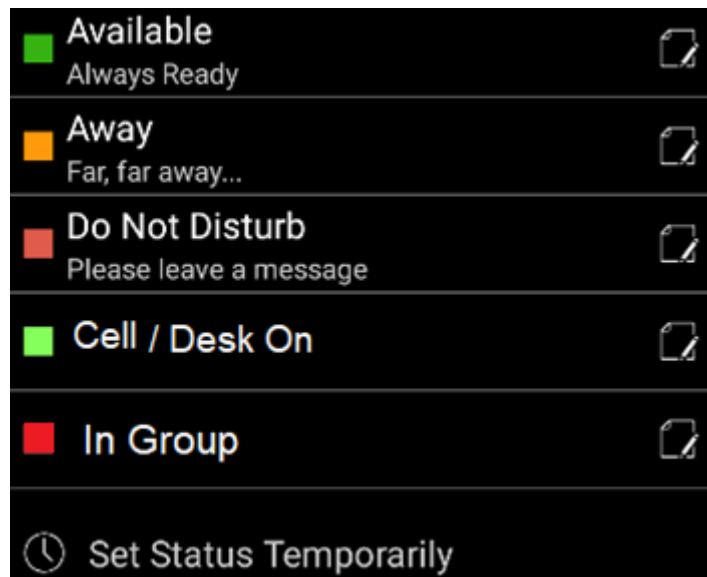 Available
Always Ready
Away
Far, far away...
Do Not Disturb
Please leave a message
Cell / Desk On
In Group
Set Status Temporarily